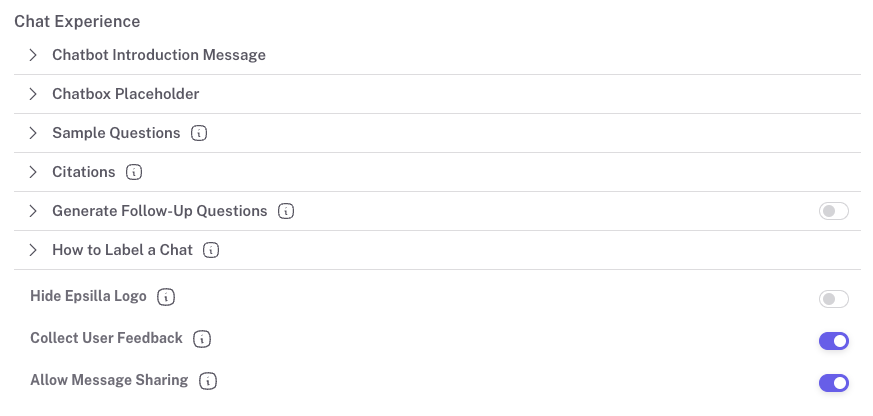 Chat Experience
Chatbot Introduction Message
Chatbox Placeholder
Sample Questions
Citations
Generate Follow-Up Questions
How to Label a Chat
Hide Epsilla Logo
Collect User Feedback
Allow Message Sharing